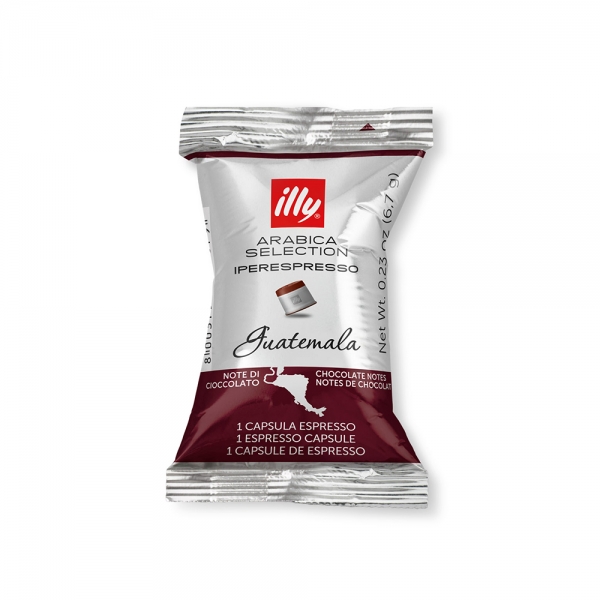 illy®
ARABICA
SELECTION
IPERESPRESSO
Guatemala
NOTE DI
CIOCCOLATO
CHOCOLATE NOTES
NOTES DE CHOCOLAT
1 CAPSULA ESPRESSO
1 ESPRESSO CAPSULE
1 CAPSULE DE ESPRESSO
Net Wt. 0.23 Oz (6,7 g)